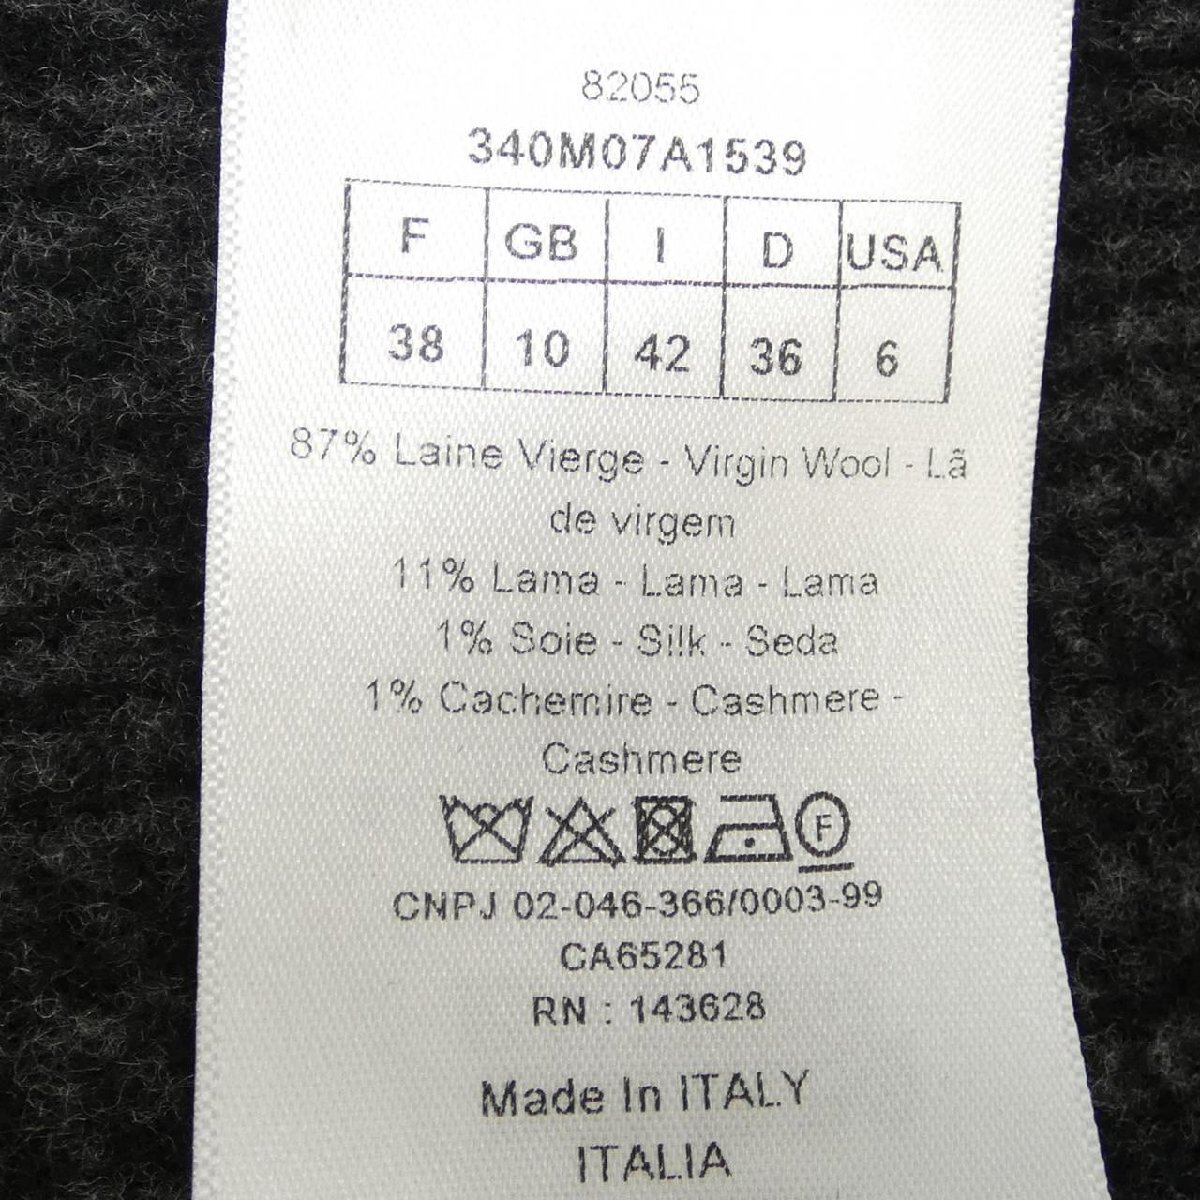 82055
340M07A1539
F GB I D USA
38 10 42 36 6
87% Laine Vierge - Virgin Wool - Lã
de virgem
11% Lama - Lama - Lama
1% Soie - Silk - Seda
1% Cachemire - Cashmere -
Cashmere
F
CNPJ 02-046-366/0003-99
CA65281
RN : 143628
Made In ITALY
ITALIA